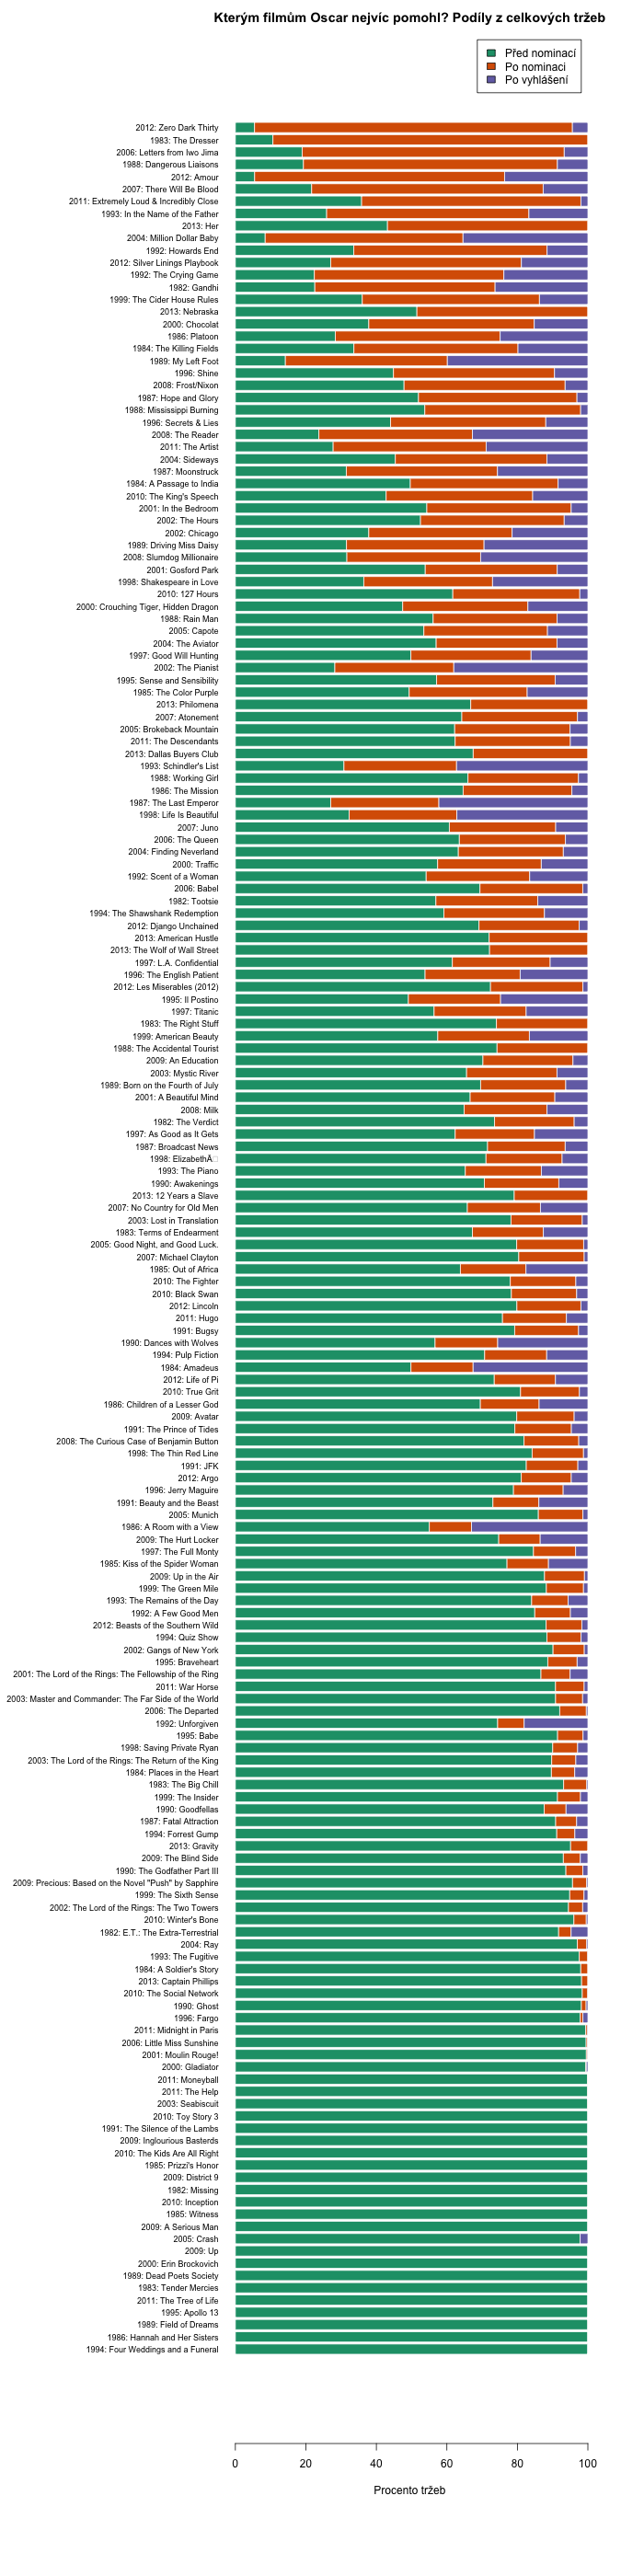 Kterým filmům Oscar nejvíc pomohl? Podíly z celkových tržeb
Před nominací
Po nominaci
Po vyhlášení
2012: Zero Dark Thirty
1983: The Dresser
2006: Letters from Iwo Jima
1988: Dangerous Liaisons
2012: Amour
2007: There Will Be Blood
2011: Extremely Loud & Incredibly Close
1993: In the Name of the Father
2013: Her
2004: Million Dollar Baby
1992: Howards End
2012: Silver Linings Playbook
1992: The Crying Game
1982: Gandhi
1999: The Cider House Rules
2013: Nebraska
2000: Chocolat
1986: Platoon
1984: The Killing Fields
1989: My Left Foot
1996: Shine
2008: Frost/Nixon
1987: Hope and Glory
1988: Mississippi Burning
1996: Secrets & Lies
2008: The Reader
2011: The Artist
2004: Sideways
1987: Moonstruck
1984: A Passage to India
2010: The King's Speech
2001: In the Bedroom
2002: The Hours
2002: Chicago
1989: Driving Miss Daisy
2008: Slumdog Millionaire
2001: Gosford Park
1998: Shakespeare in Love
2010: 127 Hours
2000: Crouching Tiger, Hidden Dragon
1988: Rain Man
2005: Capote
2004: The Aviator
1997: Good Will Hunting
2002: The Pianist
1995: Sense and Sensibility
1985: The Color Purple
2013: Philomena
2007: Atonement
2005: Brokeback Mountain
2011: The Descendants
2013: Dallas Buyers Club
1993: Schindler's List
1988: Working Girl
1986: The Mission
1987: The Last Emperor
1998: Life Is Beautiful
2007: Juno
2006: The Queen
2004: Finding Neverland
2000: Traffic
1992: Scent of a Woman
2006: Babel
1982: Tootsie
1994: The Shawshank Redemption
2012: Django Unchained
2013: American Hustle
2013: The Wolf of Wall Street
1997: L.A. Confidential
1996: The English Patient
2012: Les Miserables (2012)
1995: Il Postino
1997: Titanic
1983: The Right Stuff
1999: American Beauty
1988: The Accidental Tourist
2009: An Education
2003: Mystic River
1989: Born on the Fourth of July
2001: A Beautiful Mind
2008: Milk
1982: The Verdict
1997: As Good as It Gets
1987: Broadcast News
1998: ElizabethÂ□
1993: The Piano
1990: Awakenings
2013: 12 Years a Slave
2007: No Country for Old Men
2003: Lost in Translation
1983: Terms of Endearment
2005: Good Night, and Good Luck.
2007: Michael Clayton
1985: Out of Africa
2010: The Fighter
2010: Black Swan
2012: Lincoln
2011: Hugo
1991: Bugsy
1990: Dances with Wolves
1994: Pulp Fiction
1984: Amadeus
2012: Life of Pi
2010: True Grit
1986: Children of a Lesser God
2009: Avatar
1991: The Prince of Tides
2008: The Curious Case of Benjamin Button
1998: The Thin Red Line
1991: JFK
2012: Argo
1996: Jerry Maguire
1991: Beauty and the Beast
2005: Munich
1986: A Room with a View
2009: The Hurt Locker
1997: The Full Monty
1985: Kiss of the Spider Woman
2009: Up in the Air
1999: The Green Mile
1993: The Remains of the Day
1992: A Few Good Men
2012: Beasts of the Southern Wild
1994: Quiz Show
2002: Gangs of New York
1995: Braveheart
2001: The Lord of the Rings: The Fellowship of the Ring
2011: War Horse
2003: Master and Commander: The Far Side of the World
2006: The Departed
1992: Unforgiven
1995: Babe
1998: Saving Private Ryan
2003: The Lord of the Rings: The Return of the King
1984: Places in the Heart
1983: The Big Chill
1999: The Insider
1990: Goodfellas
1987: Fatal Attraction
1994: Forrest Gump
2013: Gravity
2009: The Blind Side
1990: The Godfather Part III
2009: Precious: Based on the Novel "Push" by Sapphire
1999: The Sixth Sense
2002: The Lord of the Rings: The Two Towers
2010: Winter's Bone
1982: E.T.: The Extra-Terrestrial
2004: Ray
1993: The Fugitive
1984: A Soldier's Story
2013: Captain Phillips
2010: The Social Network
1990: Ghost
1996: Fargo
2011: Midnight in Paris
2006: Little Miss Sunshine
2001: Moulin Rouge!
2000: Gladiator
2011: Moneyball
2011: The Help
2003: Seabiscuit
2010: Toy Story 3
1991: The Silence of the Lambs
2009: Inglourious Basterds
2010: The Kids Are All Right
1985: Prizzi's Honor
2009: District 9
1982: Missing
2010: Inception
1985: Witness
2009: A Serious Man
2005: Crash
2009: Up
2000: Erin Brockovich
1989: Dead Poets Society
1983: Tender Mercies
2011: The Tree of Life
1995: Apollo 13
1989: Field of Dreams
1986: Hannah and Her Sisters
1994: Four Weddings and a Funeral
0 20 40 60 80 100
Procento tržeb